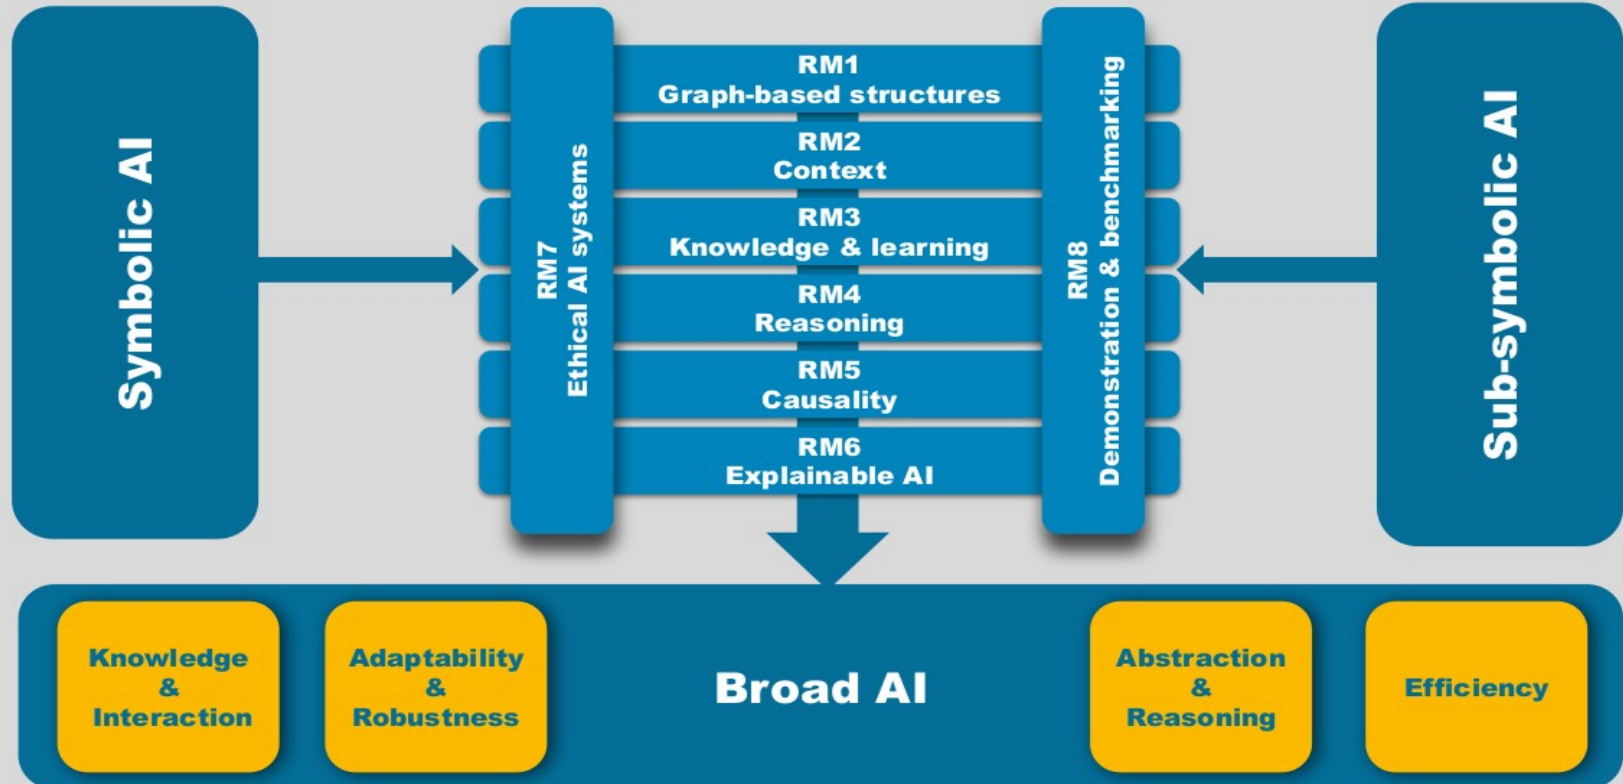 Symbolic AI
RM7
Ethical AI systems
RM1
Graph-based structures
RM2
Context
RM3
Knowledge & learning
RM4
Reasoning
RM5
Causality
RM6
Explainable AI
RM8
Demonstration & benchmarking
Sub-symbolic AI
Knowledge
&
Interaction
Adaptability
&
Robustness
Broad AI
Abstraction
&
Reasoning
Efficiency